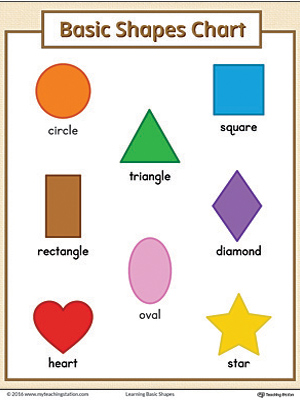 Basic Shapes Chart
circle
square
triangle
rectangle
diamond
oval
heart
star
© 2016 www.myteachingstation.com
Learning Basic Shapes
Teaching Station